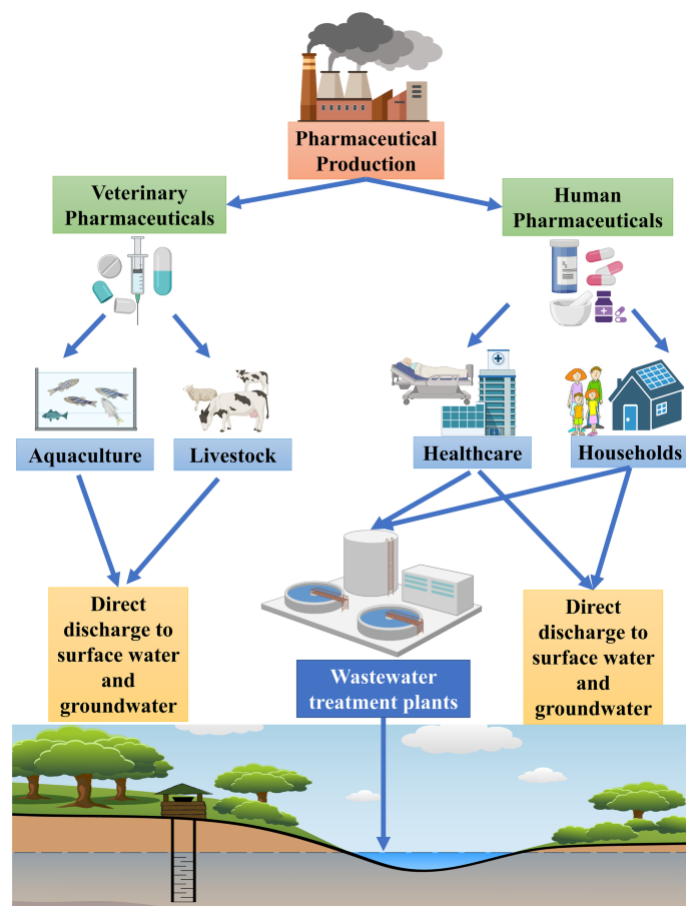 Pharmaceutical
Production
Veterinary
Pharmaceuticals
Human
Pharmaceuticals
Aquaculture
Livestock
Healthcare
Households
Direct
discharge to
surface water
and
groundwater
Wastewater
treatment plants
Direct
discharge to
surface water
and
groundwater